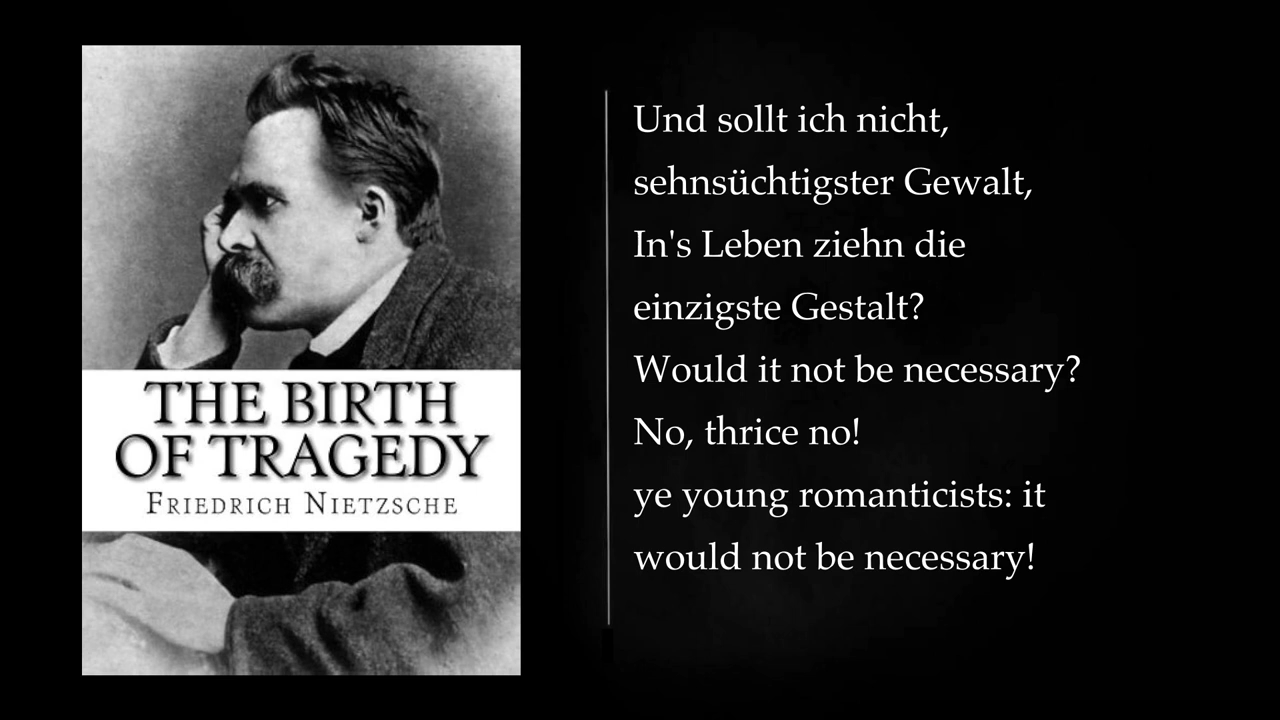 THE BIRTH
OF TRAGEDY
FRIEDRICH NIETZSCHE
Und sollt ich nicht,
sehnsüchtigster Gewalt,
In's Leben ziehn die
einzigste Gestalt?
Would it not be necessary?
No, thrice no!
ye young romanticists: it
would not be necessary!